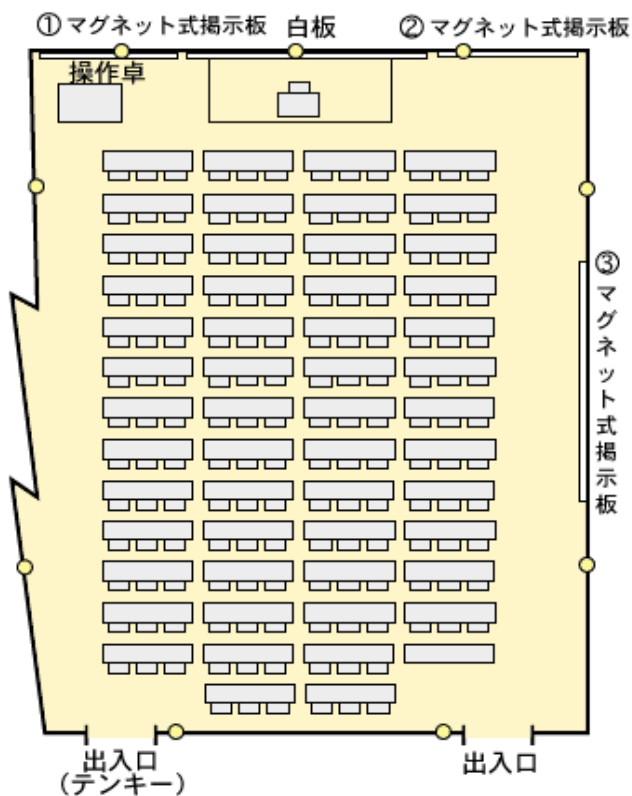 ①マグネット式掲示板
白板
②マグネット式掲示板
操作卓
③マグネット式掲示板
出入口
（テンキー）
出入口